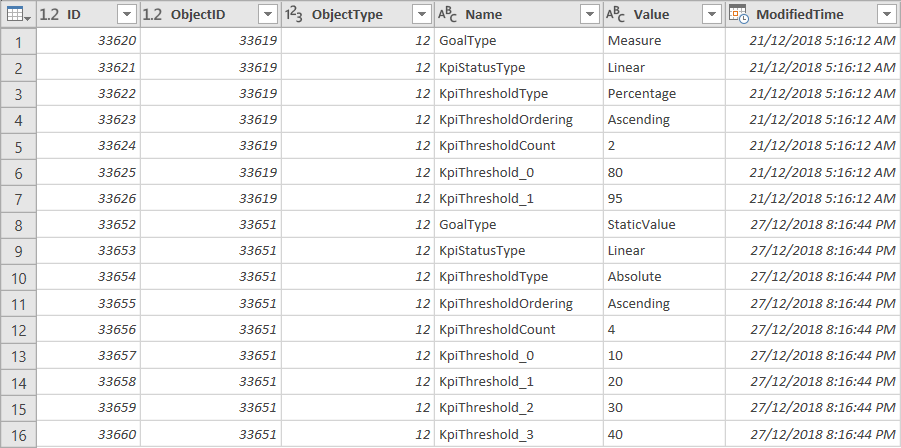 1.2 ID 1.2 ObjectID 1²3 ObjectType ABC Name ABC Value ModifiedTime
1 33620 33619 12 GoalType Measure 21/12/2018 5:16:12 AM
2 33621 33619 12 KpiStatusType Linear 21/12/2018 5:16:12 AM
3 33622 33619 12 KpiThresholdType Percentage 21/12/2018 5:16:12 AM
4 33623 33619 12 KpiThresholdOrdering Ascending 21/12/2018 5:16:12 AM
5 33624 33619 12 KpiThresholdCount 2 21/12/2018 5:16:12 AM
6 33625 33619 12 KpiThreshold_0 80 21/12/2018 5:16:12 AM
7 33626 33619 12 KpiThreshold_1 95 21/12/2018 5:16:12 AM
8 33652 33651 12 GoalType StaticValue 27/12/2018 8:16:44 PM
9 33653 33651 12 KpiStatusType Linear 27/12/2018 8:16:44 PM
10 33654 33651 12 KpiThresholdType Absolute 27/12/2018 8:16:44 PM
11 33655 33651 12 KpiThresholdOrdering Ascending 27/12/2018 8:16:44 PM
12 33656 33651 12 KpiThresholdCount 4 27/12/2018 8:16:44 PM
13 33657 33651 12 KpiThreshold_0 10 27/12/2018 8:16:44 PM
14 33658 33651 12 KpiThreshold_1 20 27/12/2018 8:16:44 PM
15 33659 33651 12 KpiThreshold_2 30 27/12/2018 8:16:44 PM
16 33660 33651 12 KpiThreshold_3 40 27/12/2018 8:16:44 PM